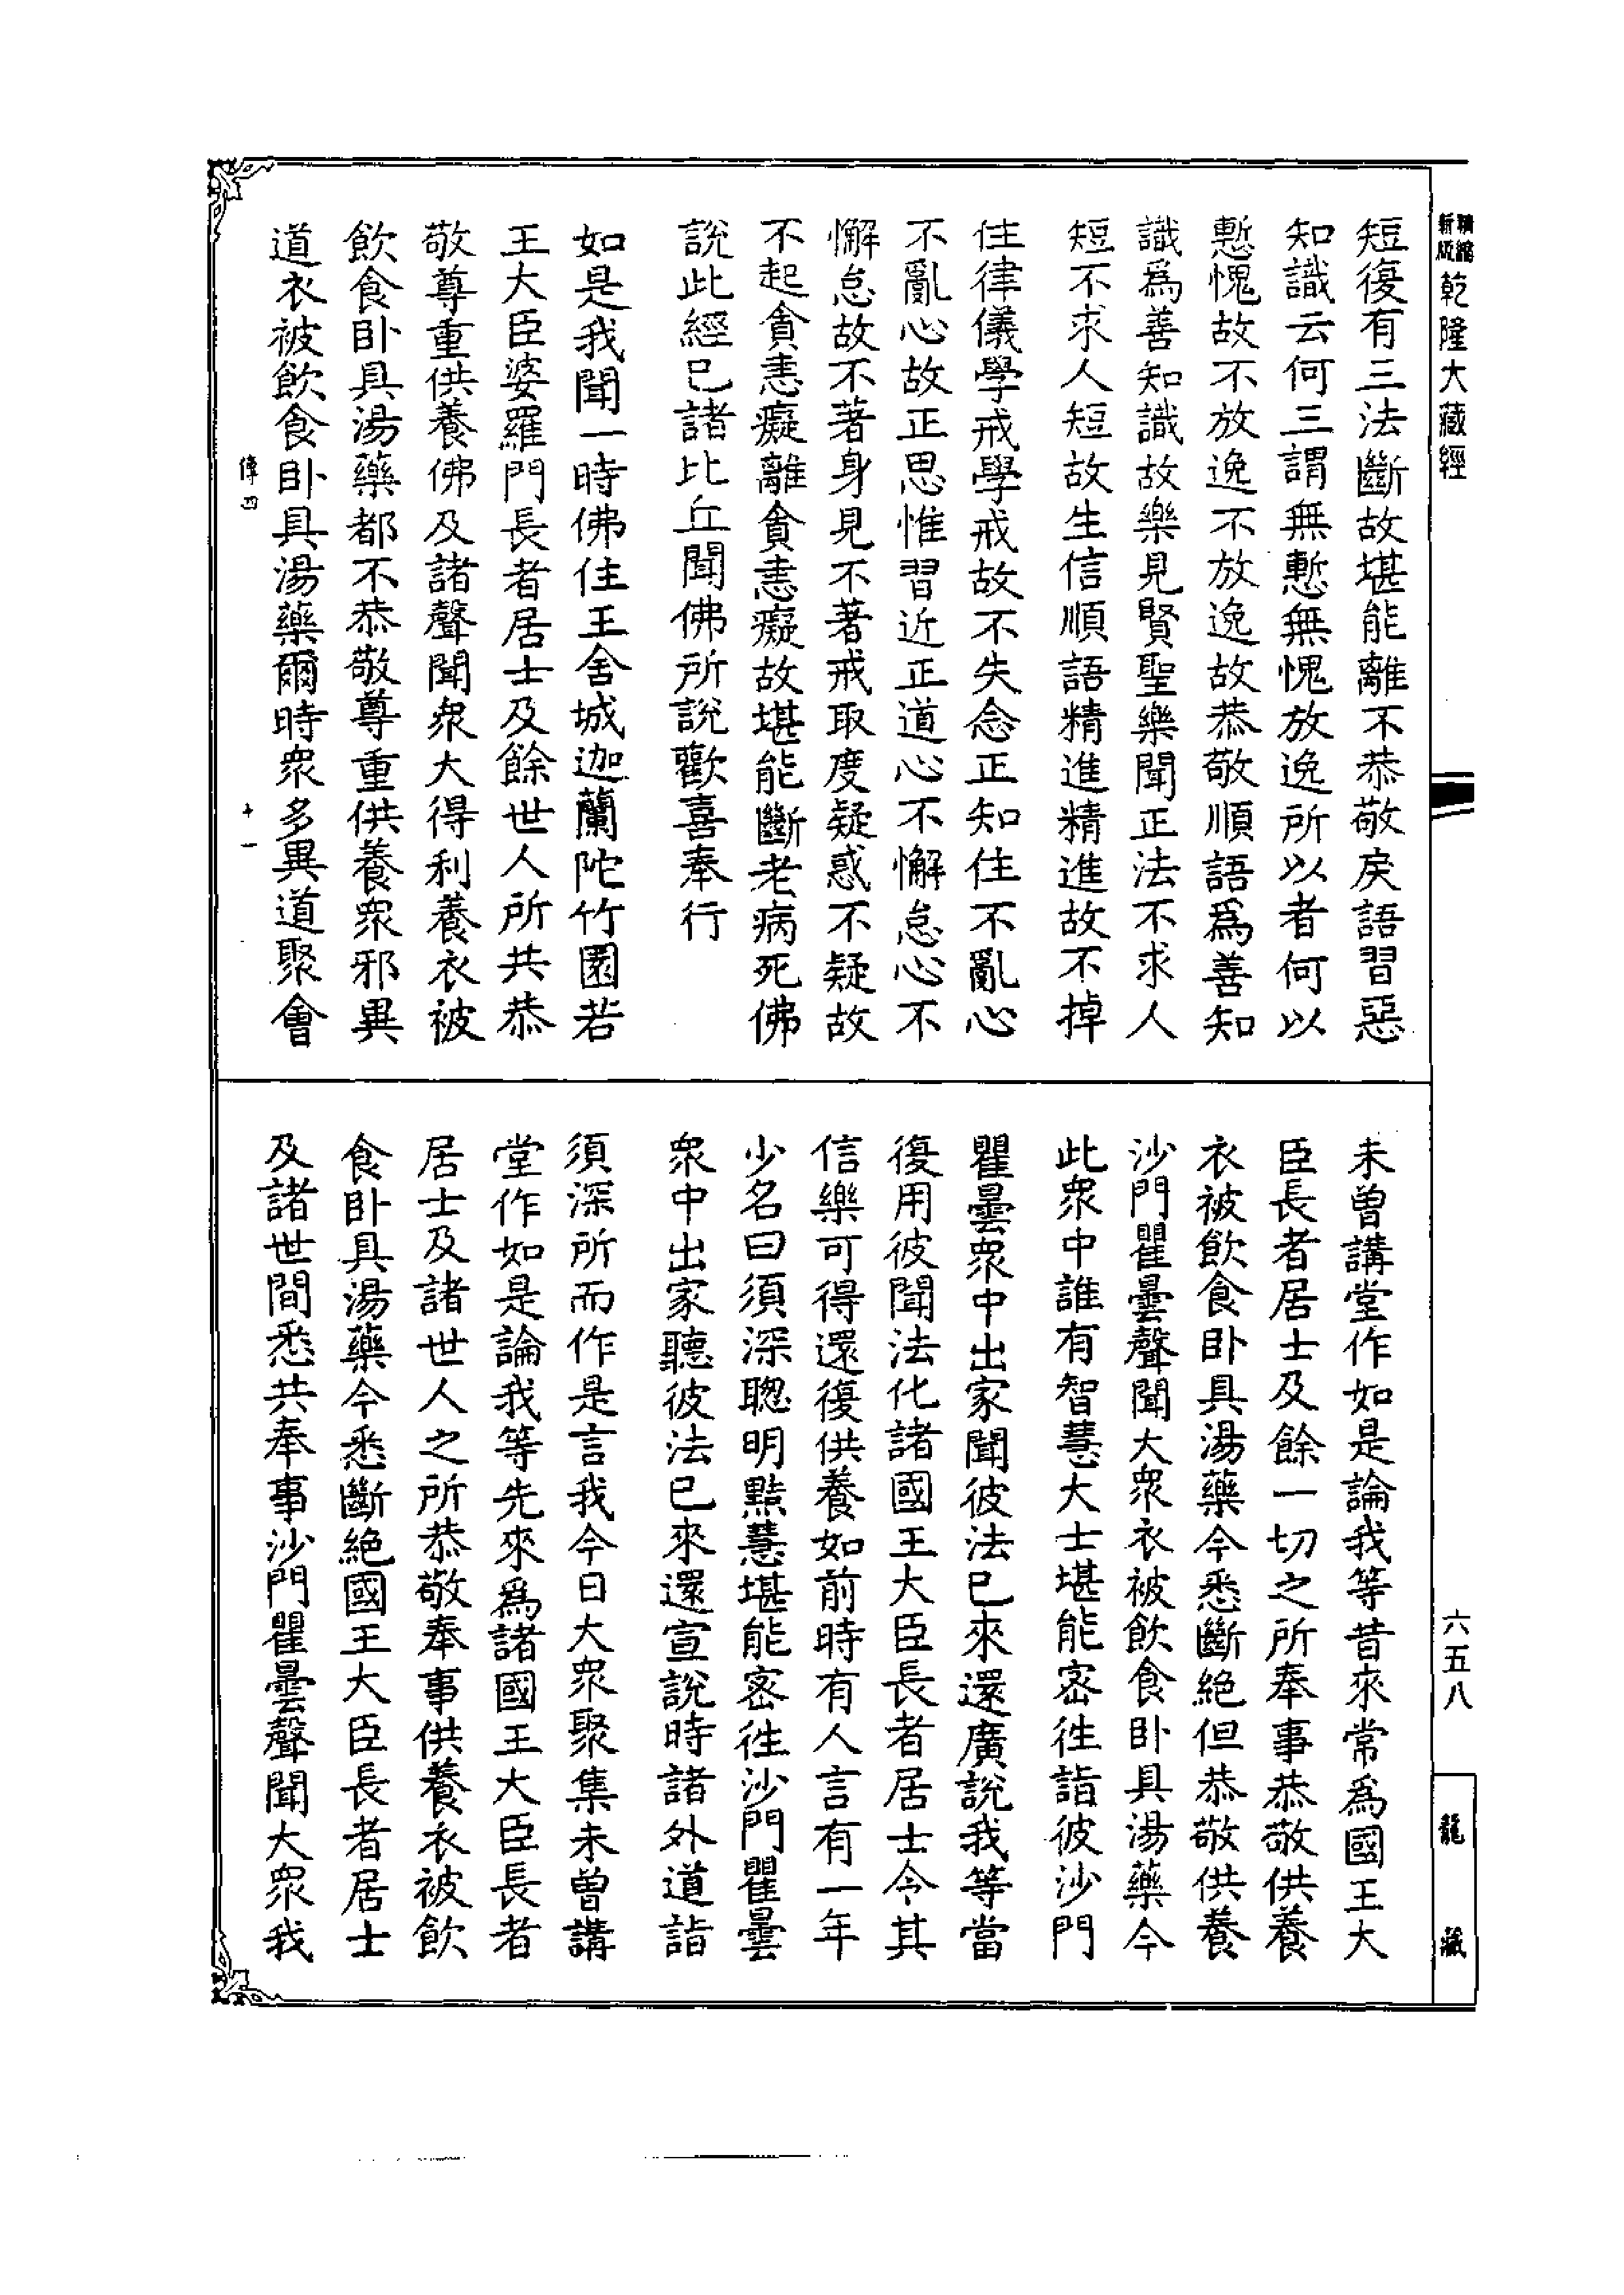 新版精縮乾隆大藏經
六五八
龍藏
短復有三法斷故堪能離不恭敬戾語習惡
知識云何三謂無慙無愧放逸所以者何以
慙愧故不放逸不放逸故恭敬順語爲善知
識爲善知識故樂見賢聖樂聞正法不求人
短不求人短故生信順語精進精進故不掉
住律儀學戒學戒故不失念正知住不亂心
不亂心故正思惟習近正道心不懈怠心不
懈怠故不著身見不著戒取度疑惑不疑故
不起貪恚癡離貪恚癡故堪能斷老病死佛
說此經已諸比丘聞佛所說歡喜奉行
如是我聞一時佛住王舍城迦蘭陀竹園若
王大臣婆羅門長者居士及餘世人所共恭
敬尊重供養佛及諸聲聞衆大得利養衣被
飲食卧具湯藥都不恭敬尊重供養衆邪異
道衣被飲食卧具湯藥爾時衆多異道聚會
傳四
十一
未曾講堂作如是論我等昔來常爲國王大
臣長者居士及餘一切之所奉事恭敬供養
衣被飲食卧具湯藥今悉斷絶但恭敬供養
沙門瞿曇聲聞大衆衣被飲食卧具湯藥今
此衆中誰有智慧大士堪能密往詣彼沙門
瞿曇衆中出家聞彼法已來還廣說我等當
復用彼聞法化諸國王大臣長者居士令其
信樂可得還復供養如前時有人言有一年
少名曰須深聰明黠慧堪能密往沙門瞿曇
衆中出家聽彼法已來還宣說時諸外道詣
須深所而作是言我今日大衆聚集未曾講
堂作如是論我等先來爲諸國王大臣長者
居士及諸世人之所恭敬奉事供養衣被飲
食卧具湯藥今悉斷絶國王大臣長者居士
及諸世間悉共奉事沙門瞿曇聲聞大衆我